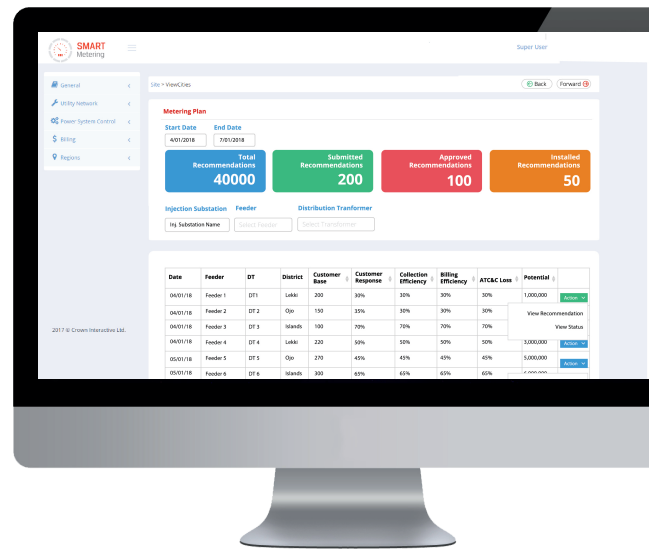 SMART
Metering
Super User
General
Utility Network
Power System Control
Billing
Regions
2017 © Crown Interactive Ltd.
Site > ViewCities
Back
Forward
Metering Plan
Start Date End Date
4/01/2018 7/01/2018
Total Recommendations
40000
Submitted Recommendations
200
Approved Recommendations
100
Installed Recommendations
50
Injection Substation Feeder Distribution Tranformer
Inj. Substation Name Select Feeder Select Transformer
Date Feeder DT District Customer Base Customer Response Collection Efficiency Billing Efficiency ATC&C Loss Potential
04/01/18 Feeder 1 DT1 Lekki 200 30% 30% 30% 30% 1,000,000 Action
04/01/18 Feeder 2 DT 2 Ojo 150 35% 30% 30% 30%
View Recommendation
04/01/18 Feeder 3 DT 3 Islands 100 70% 70% 70% 70%
View Status
04/01/18 Feeder 4 DT 4 Lekki 220 50% 50% 50% 50% 3,000,000 Action
05/01/18 Feeder 5 DT 5 Ojo 270 45% 45% 45% 45% 5,000,000 Action
05/01/18 Feeder 6 DT 6 Islands 300 65% 65% 65% 65%